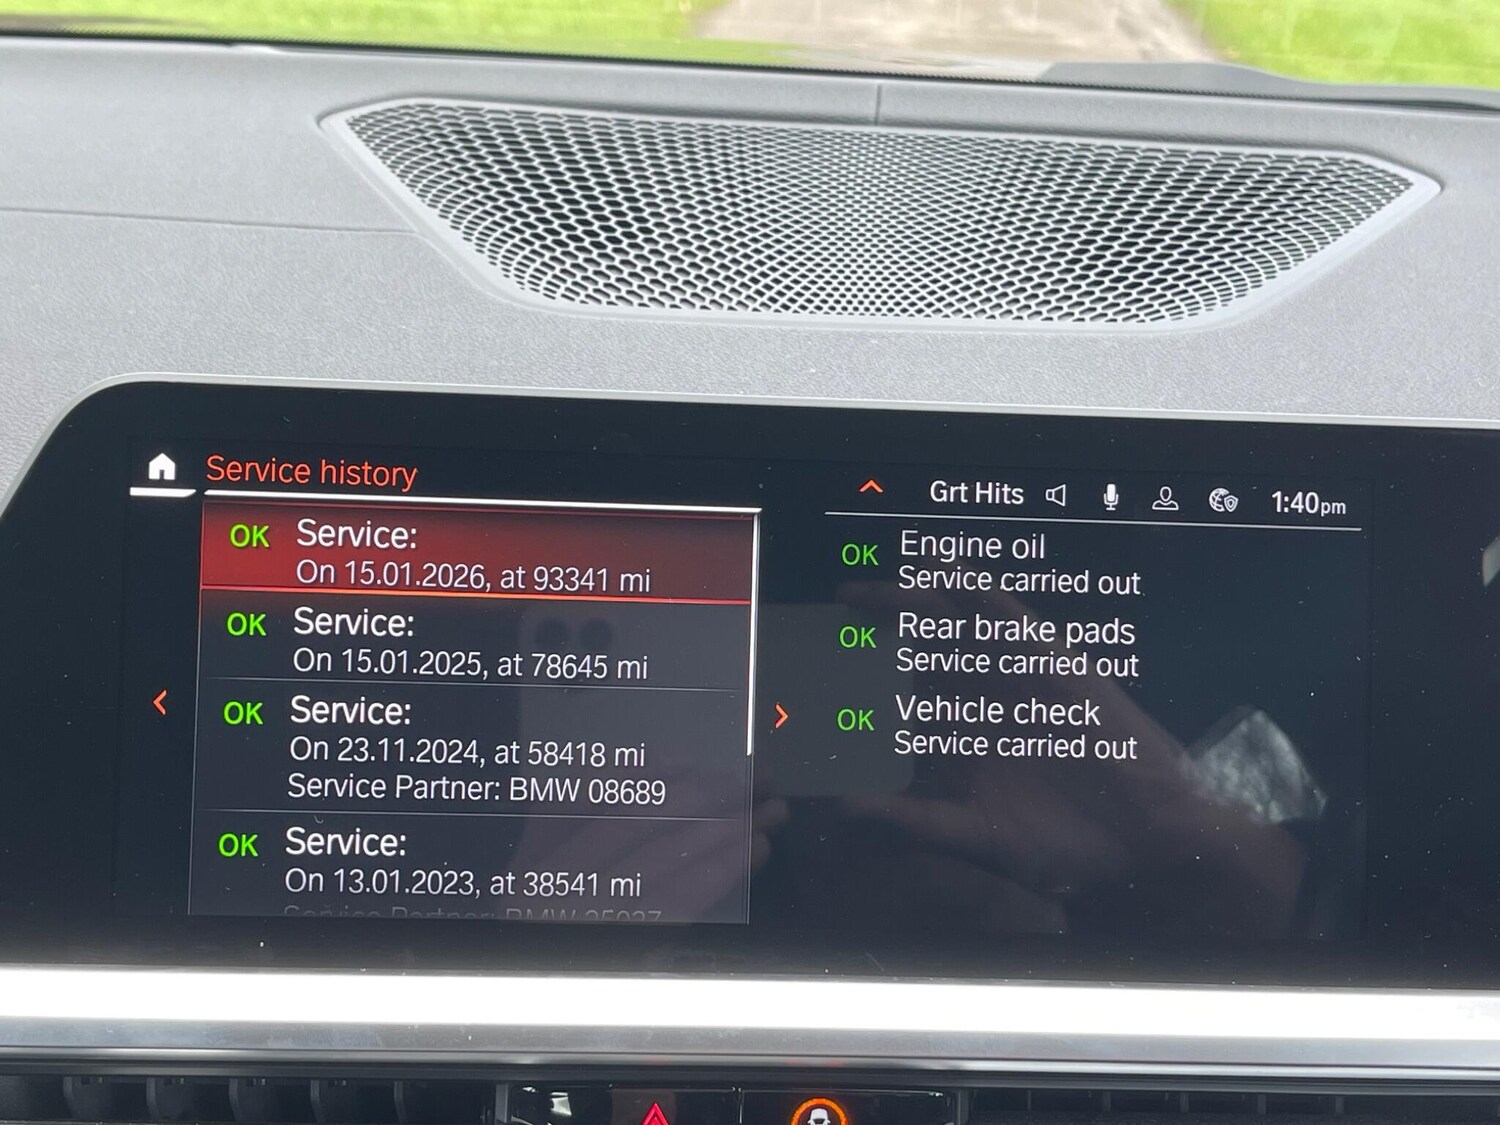 Service history
OK Service:
On 15.01.2026, at 93341 mi
OK Service:
On 15.01.2025, at 78645 mi
OK Service:
On 23.11.2024, at 58418 mi
Service Partner: BMW 08689
OK Service:
On 13.01.2023, at 38541 mi
Service Partner: BMW
Grt Hits 1:40pm
OK Engine oil
Service carried out
OK Rear brake pads
Service carried out
OK Vehicle check
Service carried out